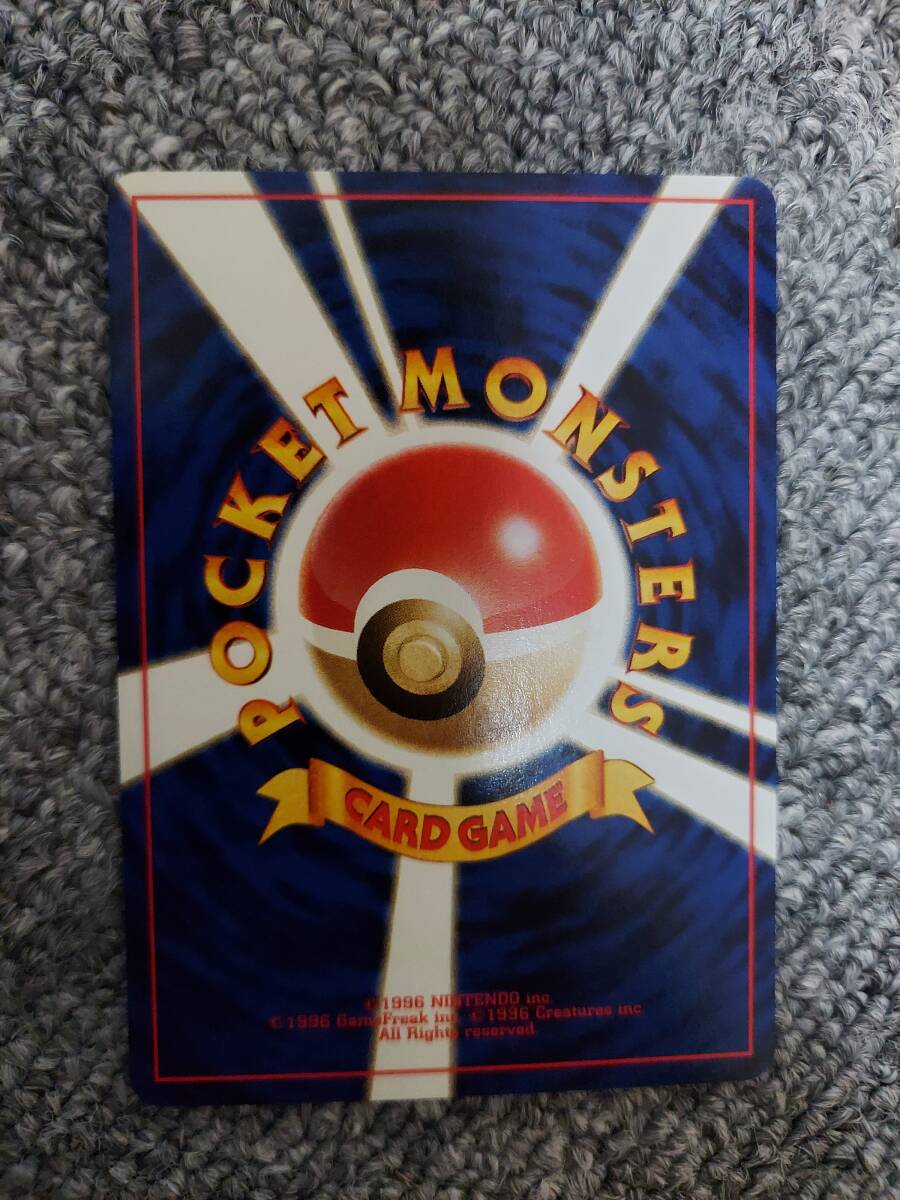 POCKET MONSTERS
CARD GAME
©1996 NINTENDO inc.
©1996 GameFreak inc. ©1996 Creatures inc.
All Rights reserved.